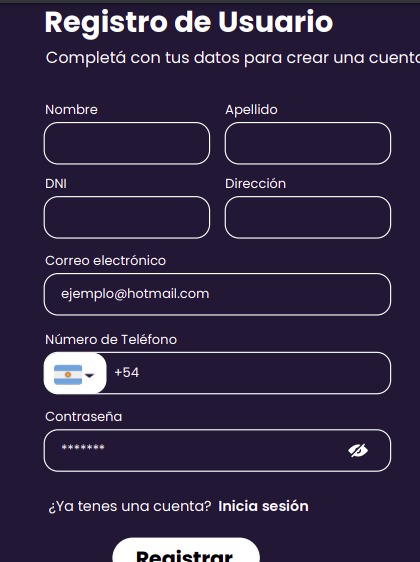 Registro de Usuario
Completá con tus datos para crear una cuenta
Nombre Apellido
DNI Dirección
Correo electrónico
ejemplo@hotmail.com
Número de Teléfono
+54
Contraseña
*******
¿Ya tenes una cuenta? Inicia sesión
Registrar